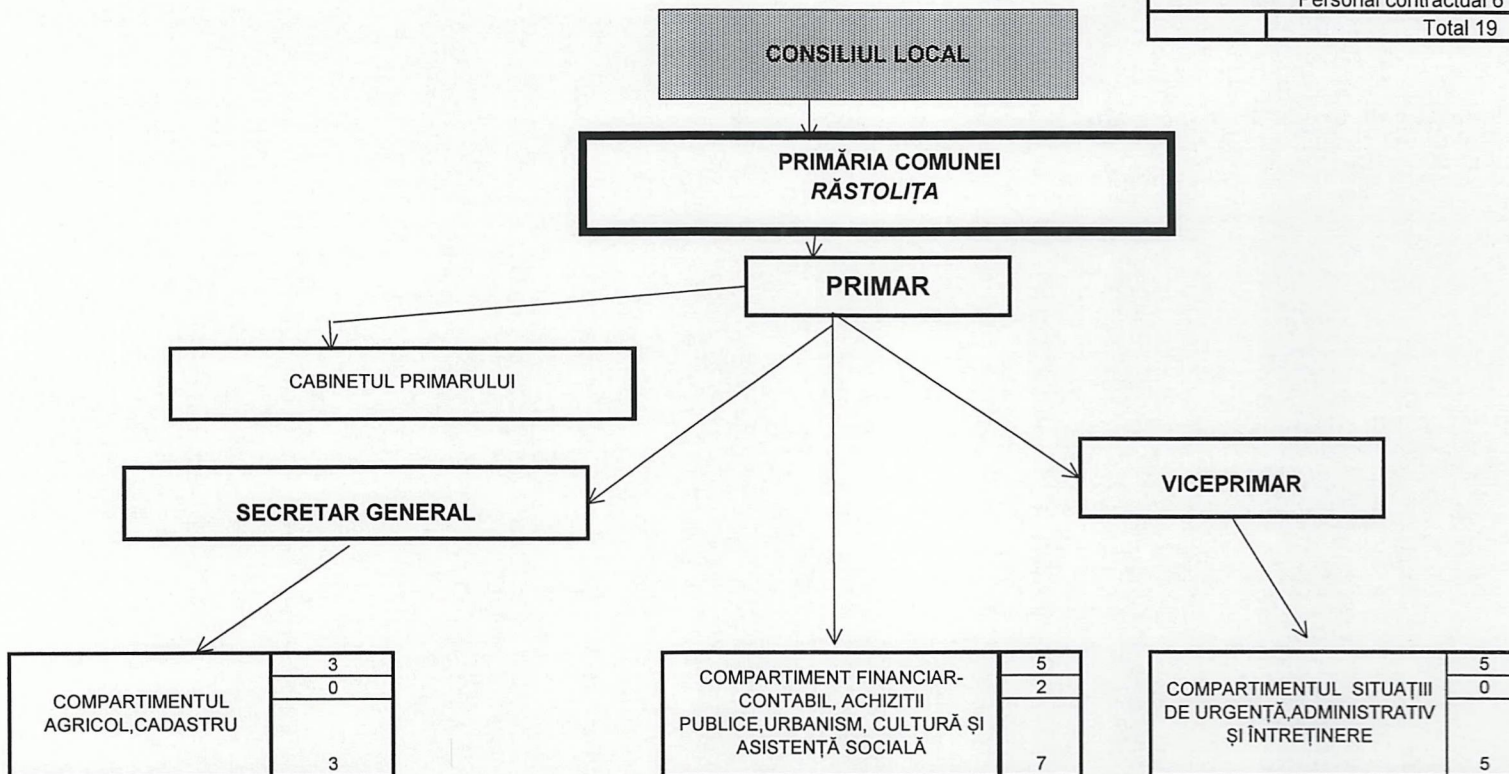 Personal contractual 6
Total 19
CONSILIUL LOCAL
PRIMĂRIA COMUNEI
RĂSTOLIȚA
PRIMAR
CABINETUL PRIMARULUI
SECRETAR GENERAL
VICEPRIMAR
COMPARTIMENTUL
AGRICOL,CADASTRU
3
0
3
COMPARTIMENT FINANCIAR-
CONTABIL, ACHIZITII
PUBLICE,URBANISM, CULTURĂ ȘI
ASISTENȚĂ SOCIALĂ
5
2
7
COMPARTIMENTUL SITUAȚIII
DE URGENȚĂ,ADMINISTRATIV
ȘI ÎNTREȚINERE
5
0
5